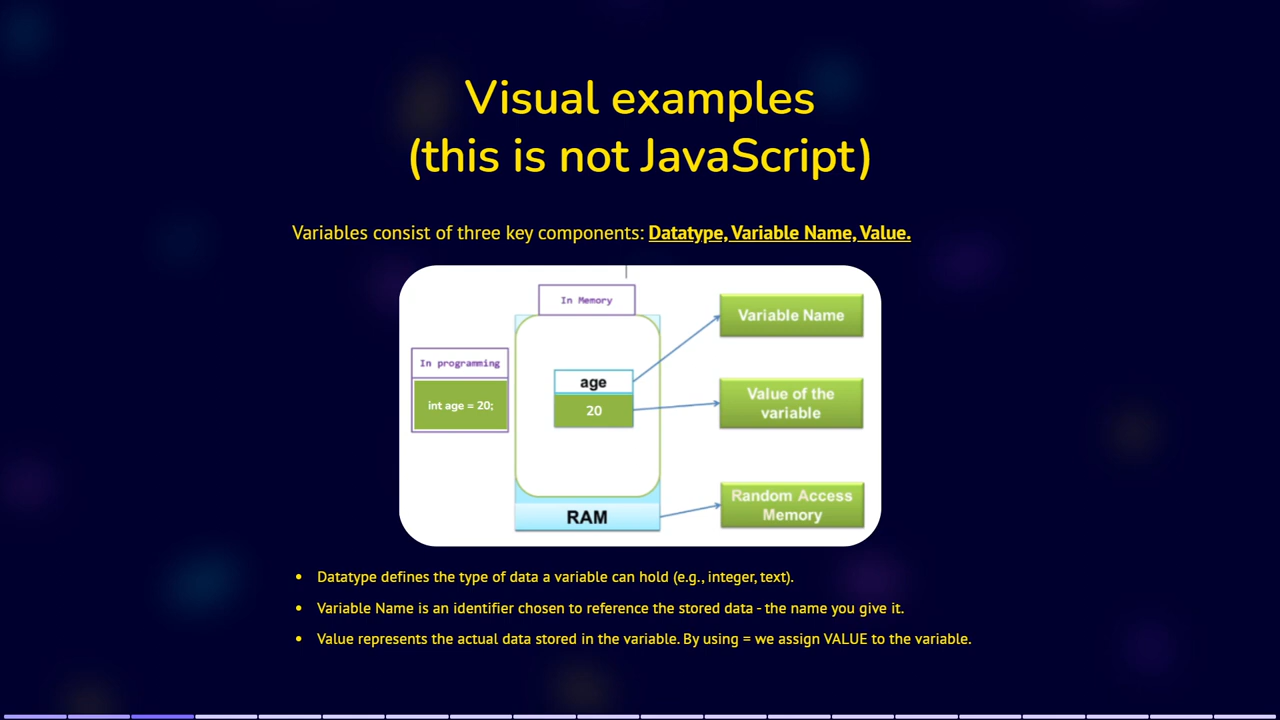 Visual examples
(this is not JavaScript)
Variables consist of three key components: Datatype, Variable Name, Value.
In Memory
Variable Name
In programming
int age = 20;
age
20
Value of the
variable
RAM
Random Access
Memory
• Datatype defines the type of data a variable can hold (e.g., integer, text).
• Variable Name is an identifier chosen to reference the stored data - the name you give it.
• Value represents the actual data stored in the variable. By using = we assign VALUE to the variable.